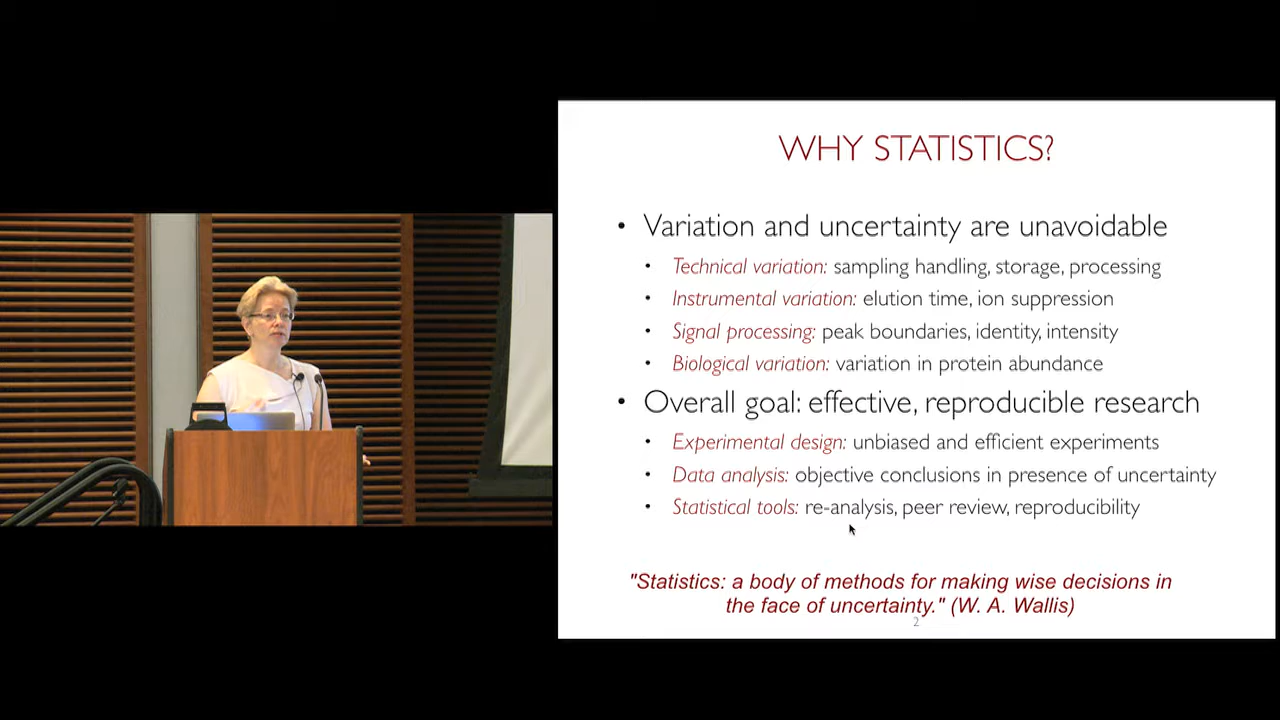 WHY STATISTICS?
• Variation and uncertainty are unavoidable
• Technical variation: sampling handling, storage, processing
• Instrumental variation: elution time, ion suppression
• Signal processing: peak boundaries, identity, intensity
• Biological variation: variation in protein abundance
• Overall goal: effective, reproducible research
• Experimental design: unbiased and efficient experiments
• Data analysis: objective conclusions in presence of uncertainty
• Statistical tools: re-analysis, peer review, reproducibility
"Statistics: a body of methods for making wise decisions in
the face of uncertainty." (W. A. Wallis)
2